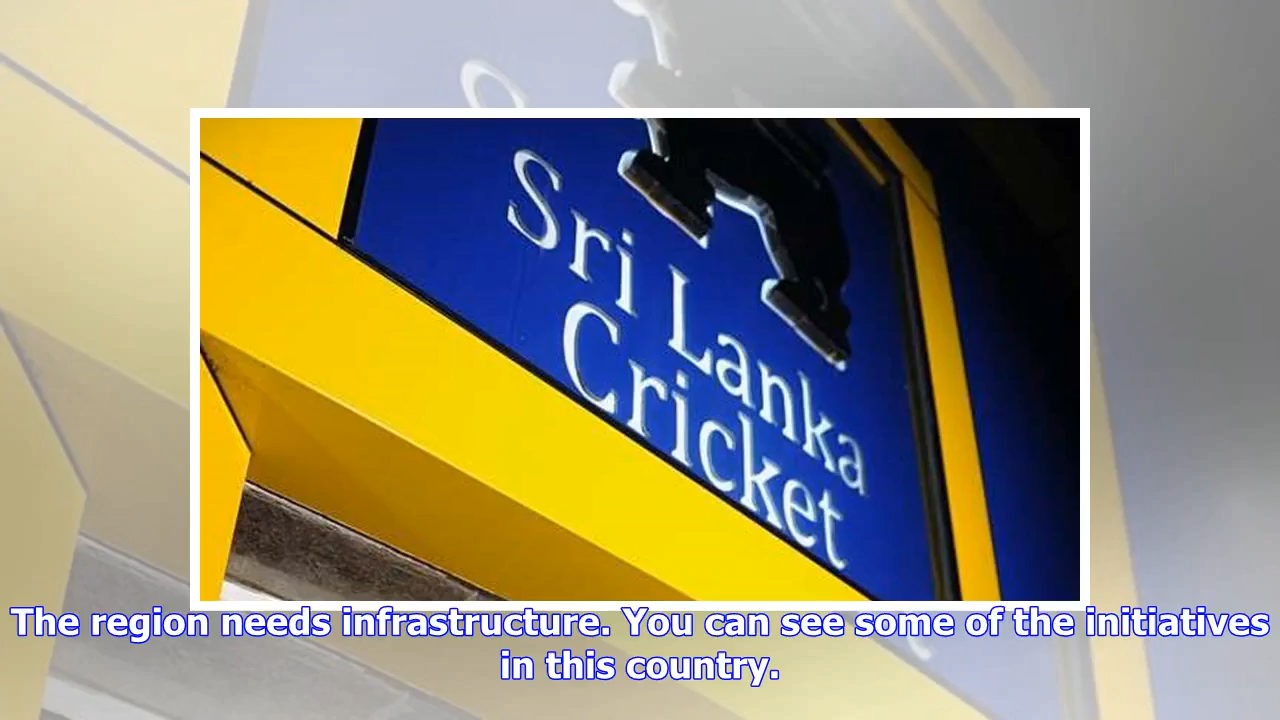 Sri Lanka
Cricket
The region needs infrastructure. You can see some of the initiatives
in this country.